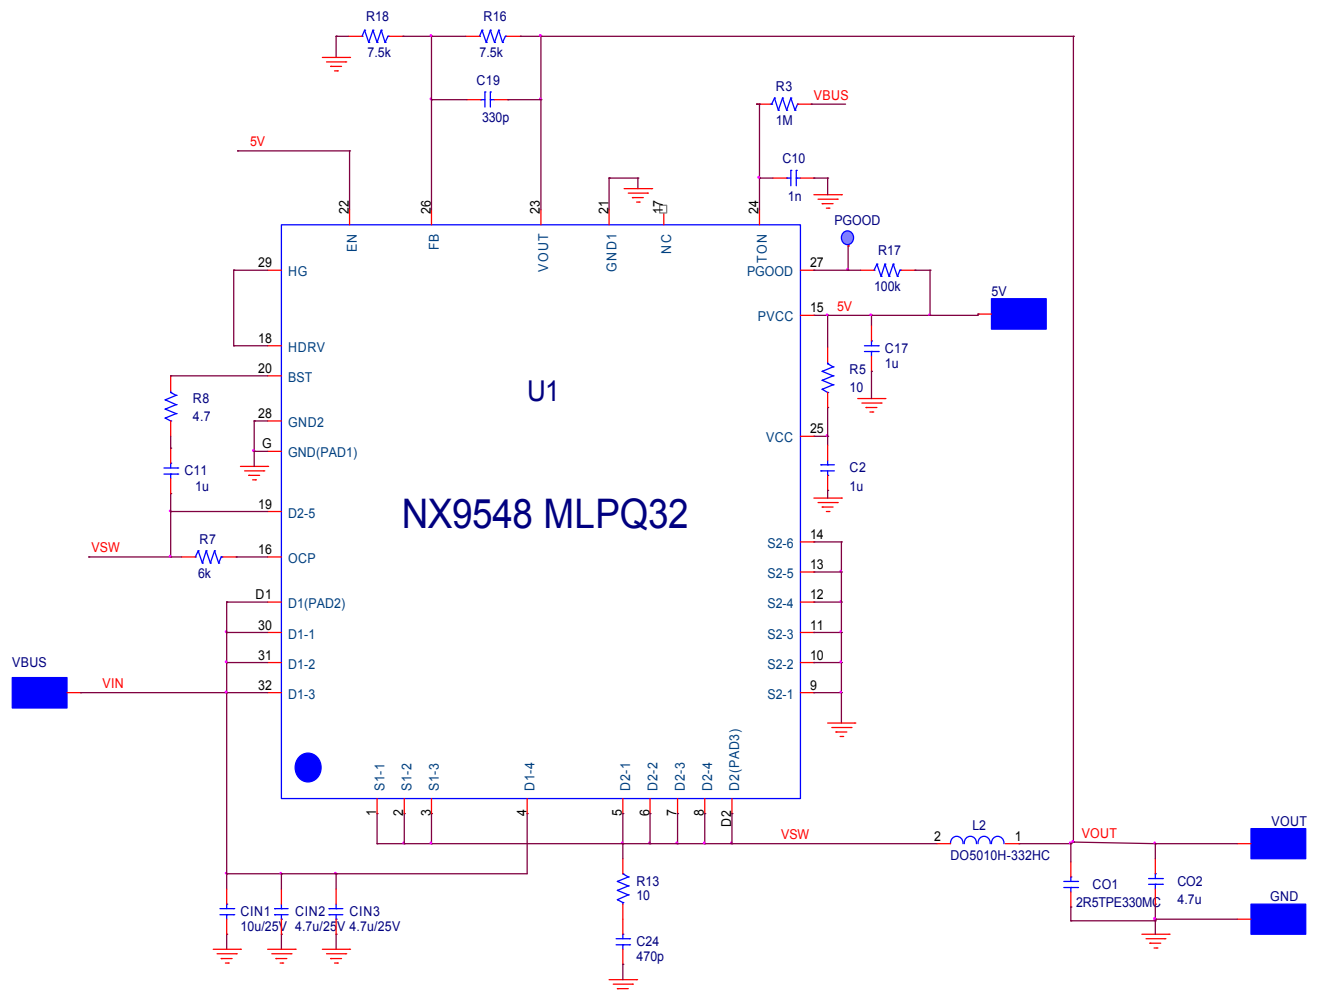 R18
R16
7.5k
7.5k
C19
330p
R3
VBUS
1M
5V
C10
1n
22
26
23
21
17
24
PGOOD
EN
FB
VOUT
GND1
NC
TON
29
HG
PGOOD
27
R17
100k
5V
15
5V
PVCC
18
HDRV
20
BST
R8
4.7
C17
1u
R5
10
U1
28
GND2
G
GND(PAD1)
25
VCC
C11
1u
C2
1u
19
D2-5
NX9548 MLPQ32
VSW
R7
6k
16
OCP
S2-6
14
S2-5
13
D1
D1(PAD2)
S2-4
12
30
D1-1
S2-3
11
31
D1-2
S2-2
10
VBUS
VIN
32
D1-3
S2-1
9
S1-1
S1-2
S1-3
D1-4
D2-1
D2-2
D2-3
D2-4
D2(PAD3)
1
2
3
4
5
6
7
8
D2
VSW
2
L2
1
DO5010H-332HC
VOUT
VOUT
R13
10
CO1
2R5TPE330MC
CO2
4.7u
GND
CIN1
10u/25V
CIN2
4.7u/25V
CIN3
4.7u/25V
C24
470p